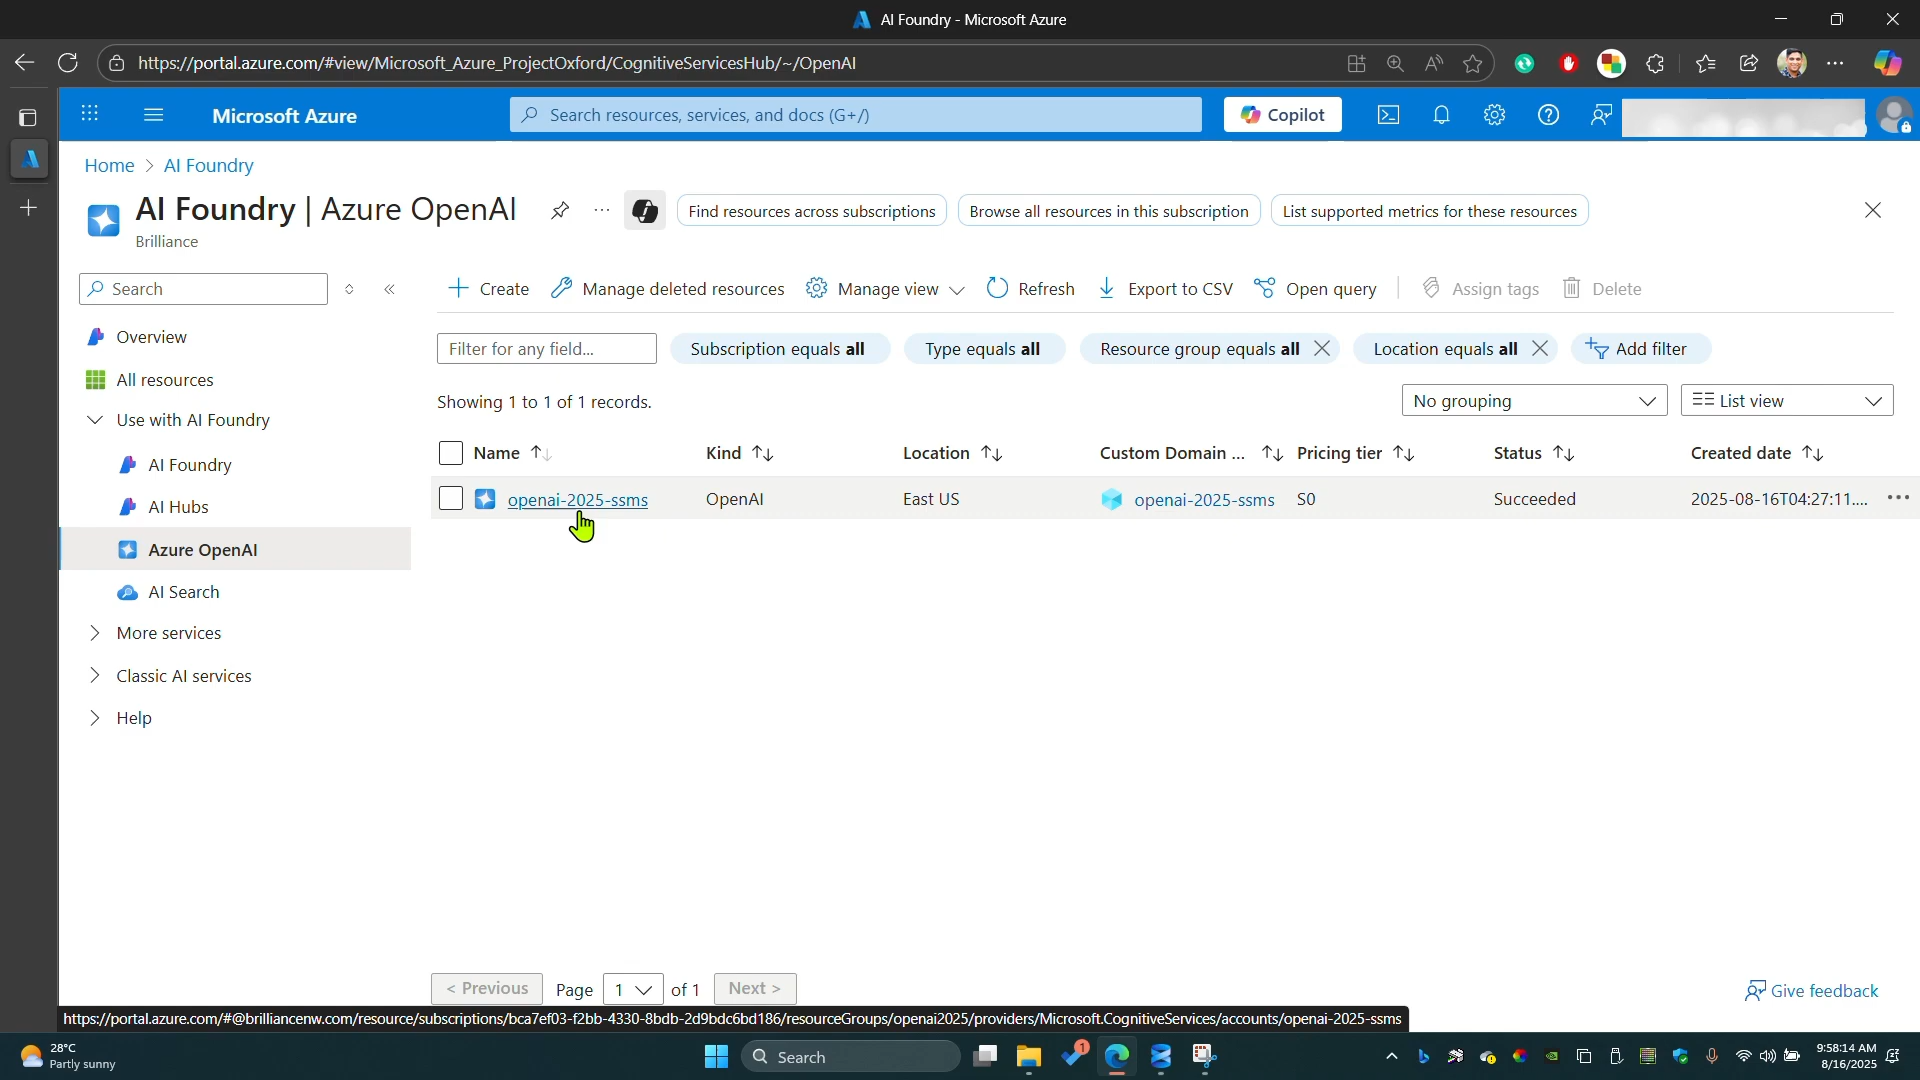 AI Foundry - Microsoft Azure
https://portal.azure.com/#view/Microsoft_Azure_ProjectOxford/CognitiveServicesHub/~/OpenAI
Microsoft Azure
Search resources, services, and docs (G+/)
Copilot
Home > AI Foundry
AI Foundry | Azure OpenAI
Brilliance
Find resources across subscriptions
Browse all resources in this subscription
List supported metrics for these resources
Search
Overview
All resources
Use with AI Foundry
AI Foundry
AI Hubs
Azure OpenAI
AI Search
More services
Classic AI services
Help
Create Manage deleted resources Manage view Refresh Export to CSV Open query Assign tags Delete
Filter for any field... Subscription equals all Type equals all Resource group equals all Location equals all Add filter
Showing 1 to 1 of 1 records.
No grouping
List view
Name Kind Location Custom Domain ... Pricing tier Status Created date
openai-2025-ssms OpenAI East US openai-2025-ssms S0 Succeeded 2025-08-16T04:27:11....
< Previous Page 1 of 1 Next >
Give feedback
https://portal.azure.com/#@brilliancenw.com/resource/subscriptions/bca7ef03-f2bb-4330-8bdb-2d9bdc6bd186/resourceGroups/openai2025/providers/Microsoft.CognitiveServices/accounts/openai-2025-ssms
28°C
Partly sunny
Search
1
9:58:14 AM
8/16/2025